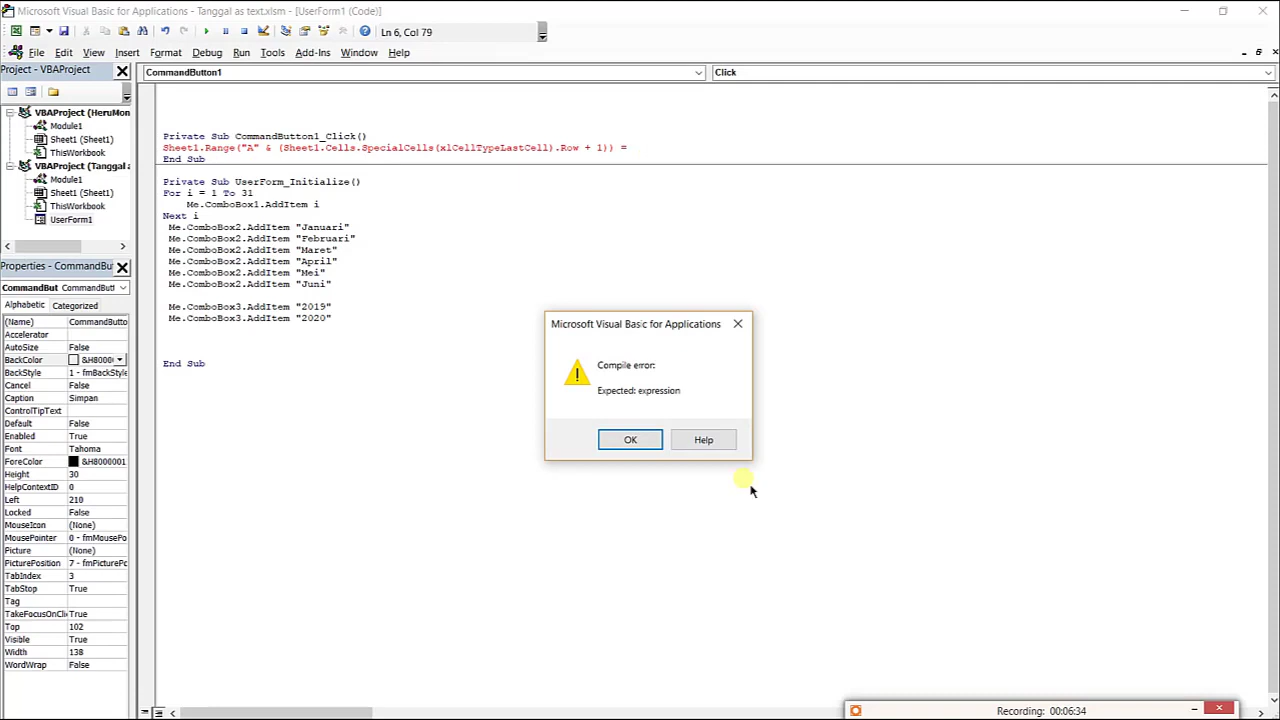 Microsoft Visual Basic for Applications - Tanggal as text.xlsm - [UserForm1 (Code)]
Ln 6, Col 79
File Edit View Insert Format Debug Run Tools Add-Ins Window Help
Project - VBAProject
CommandButton1
Click
VBAProject (HeruMon
Module1
Sheet1 (Sheet1)
ThisWorkbook
VBAProject (Tanggal a
Module1
Sheet1 (Sheet1)
ThisWorkbook
UserForm1
Properties - CommandBut
CommandBut CommandButt
Alphabetic Categorized
(Name) CommandButto
Accelerator
AutoSize False
BackColor &H8000
BackStyle 1 - fmBackStyle
Cancel False
Caption Simpan
ControlTipText
Default False
Enabled True
Font Tahoma
ForeColor &H8000001
Height 30
HelpContextID 0
Left 210
Locked False
MouseIcon (None)
MousePointer 0 - fmMousePo
Picture (None)
PicturePosition 7 - fmPicturePo
TabIndex 3
TabStop True
Tag
TakeFocusOnCli True
Top 102
Visible True
Width 138
WordWrap False
Private Sub CommandButton1_Click()
Sheet1.Range("A" & (Sheet1.Cells.SpecialCells(xlCellTypeLastCell).Row + 1)) =
End Sub
Private Sub UserForm_Initialize()
For i = 1 To 31
Me.ComboBox1.AddItem i
Next i
Me.ComboBox2.AddItem "Januari"
Me.ComboBox2.AddItem "Februari"
Me.ComboBox2.AddItem "Maret"
Me.ComboBox2.AddItem "April"
Me.ComboBox2.AddItem "Mei"
Me.ComboBox2.AddItem "Juni"
Me.ComboBox3.AddItem "2019"
Me.ComboBox3.AddItem "2020"
End Sub
Microsoft Visual Basic for Applications
Compile error:
Expected: expression
OK
Help
Recording: 00:06:34